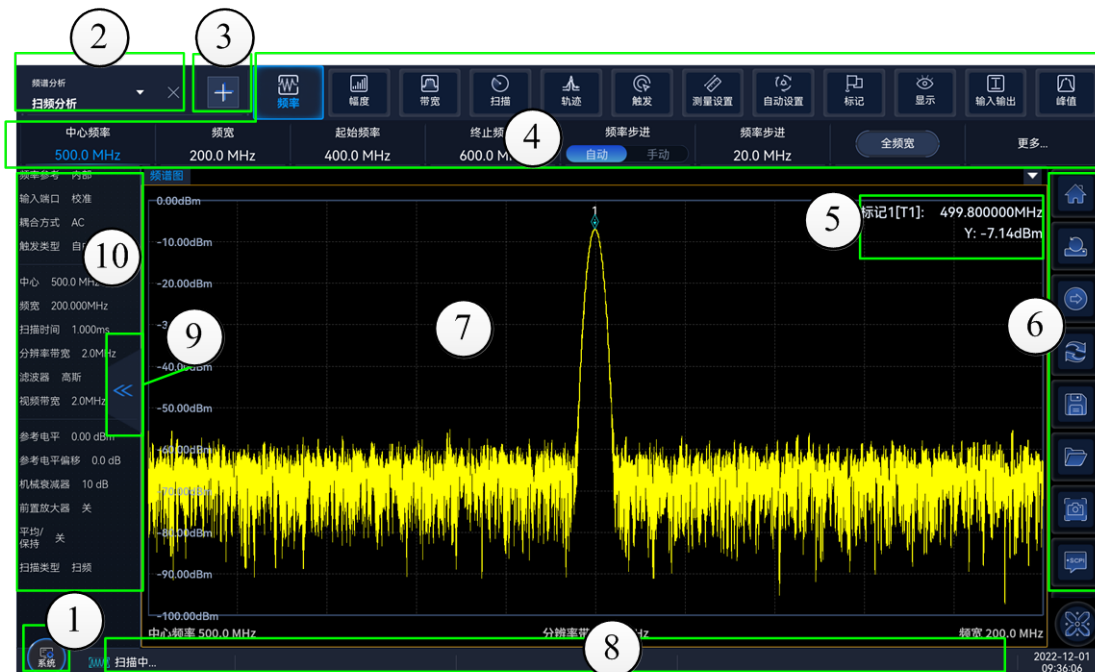 2
3
频谱分析
扫频分析
频率
幅度
带宽
扫描
轨迹
触发
测量设置
自动设置
标记
显示
输入输出
峰值
中心频率
500.0 MHz
频宽
200.0 MHz
起始频率
400.0 MHz
终止
600.0
4
频率步进
自动 手动
频率步进
20.0 MHz
全频宽
更多...
频率参考 内部
输入端口 校准
耦合方式 AC
触发类型
10
中心 500.0 MHz
频宽 200.000MHz
扫描时间 1.000ms
分辨率带宽 2.0MHz
滤波器 高斯
视频带宽 2.0MHz
参考电平 0.00 dBm
参考电平偏移 0.0 dB
机械衰减器 10 dB
前置放大器 关
平均/
保持 关
扫描类型 扫频
9
频谱图
0.00dBm
-10.00dBm
-20.00dBm
-40.00dBm
-50.00dBm
-60.00dBm
-70.00dBm
-80.00dBm
-90.00dBm
-100.00dBm
1
7
5
标记1[T1]: 499.800000MHz
Y: -7.14dBm
6
+SCPI
中心频率 500.0 MHz
分辨率
频宽 200.0 MHz
1
系统
扫描中...
8
2022-12-01
09:36:06